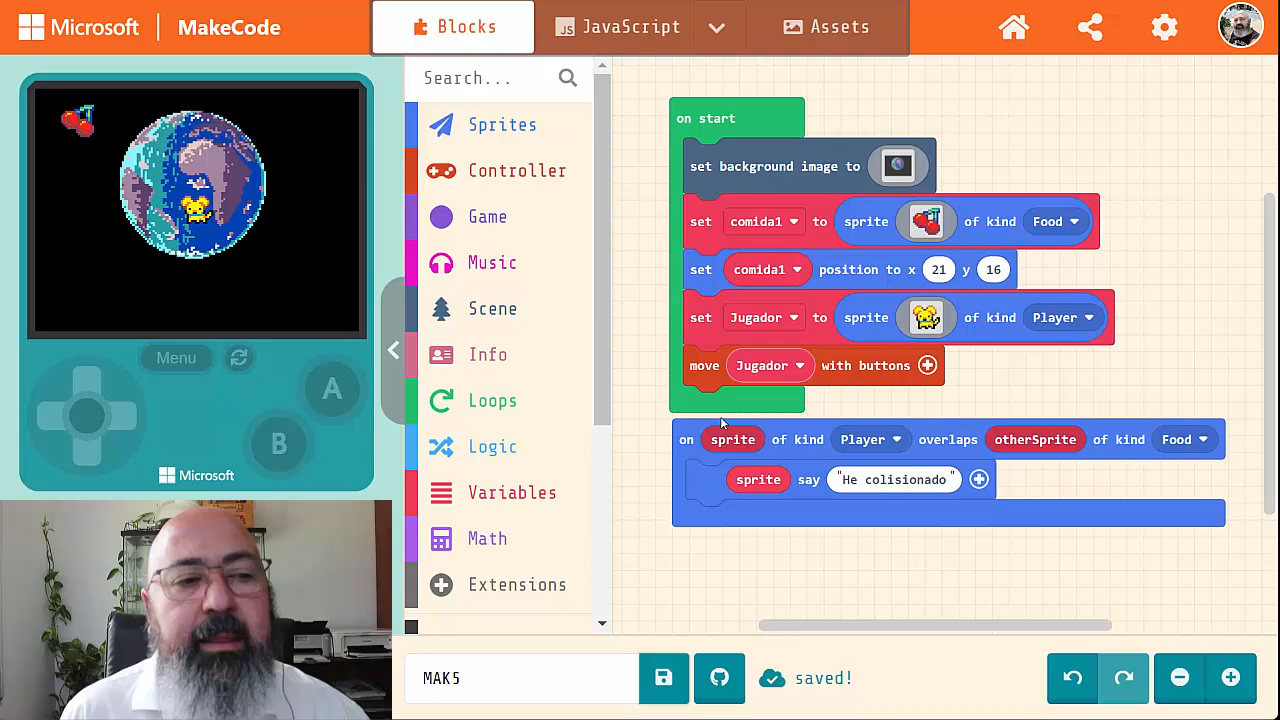 Microsoft | MakeCode
Blocks
JavaScript
Assets
Menu
A
B
Microsoft
Search...
Sprites
Controller
Game
Music
Scene
Info
Loops
Logic
Variables
Math
Extensions
on start
set background image to
set comida1 to sprite of kind Food
set comida1 position to x 21 y 16
set Jugador to sprite of kind Player
move Jugador with buttons
on sprite of kind Player overlaps otherSprite of kind Food
sprite say "He colisionado"
MAK5
saved!